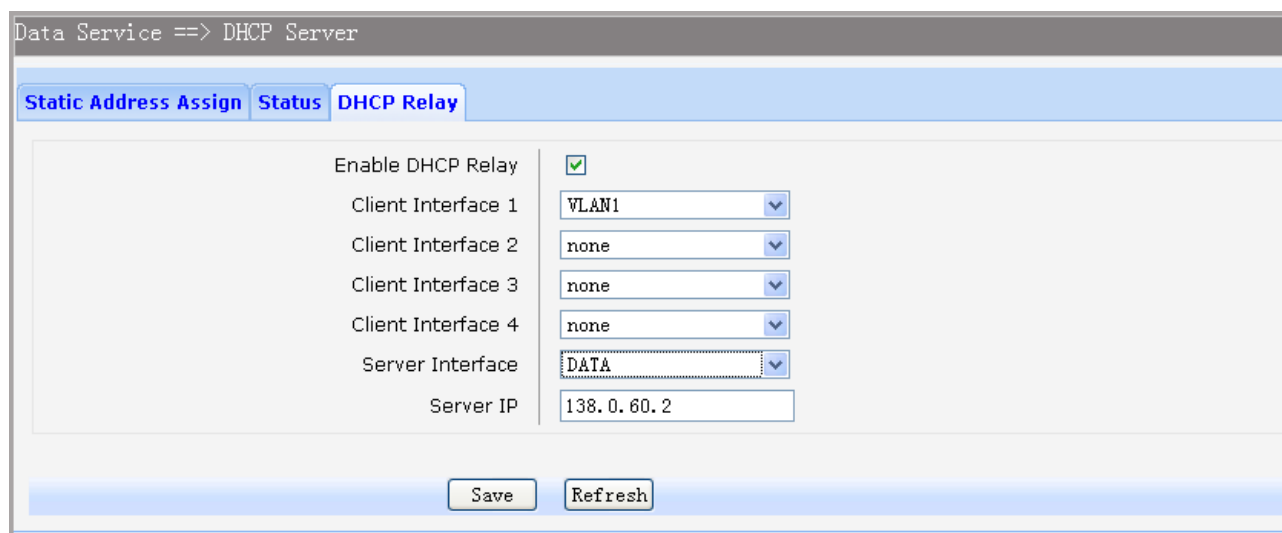 Data Service ==> DHCP Server
Static Address Assign Status DHCP Relay
Enable DHCP Relay
Client Interface 1 VLAN1
Client Interface 2 none
Client Interface 3 none
Client Interface 4 none
Server Interface DATA
Server IP 138.0.60.2
Save Refresh